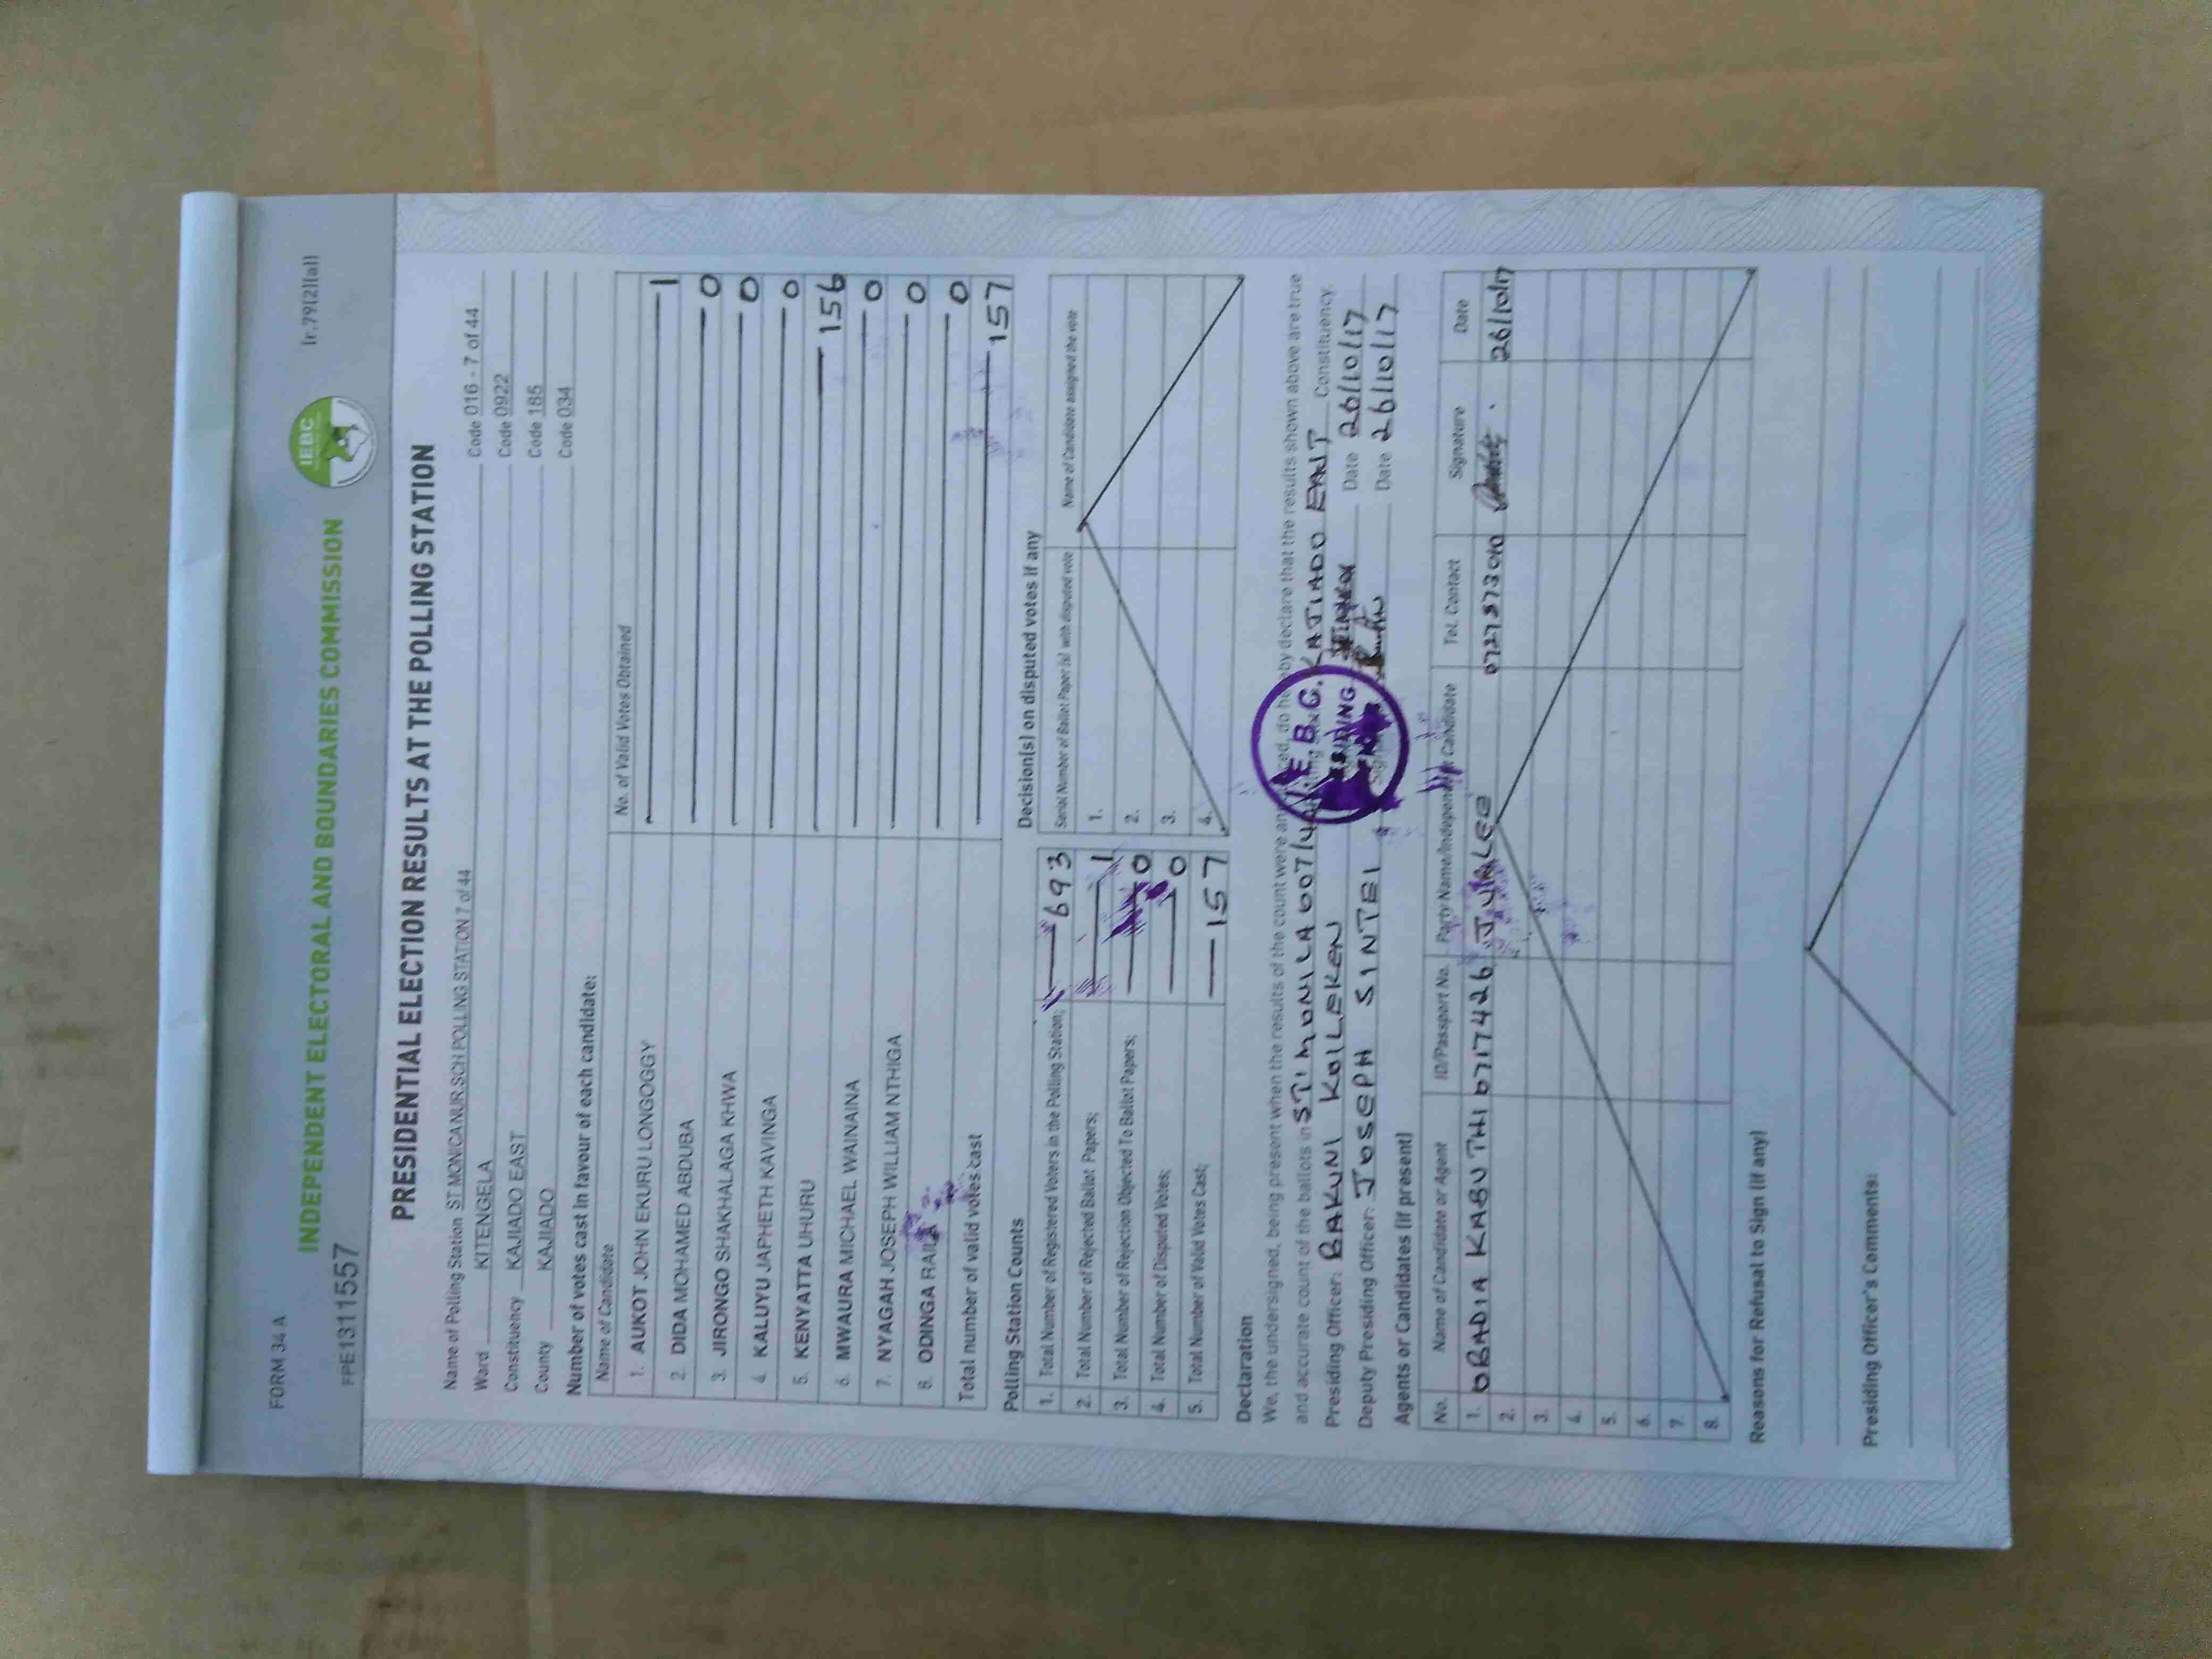 FORM 34 A
(r.79(2)(a))
INDEPENDENT ELECTORAL AND BOUNDARIES COMMISSION
IEBC
FPE1311557
PRESIDENTIAL ELECTION RESULTS AT THE POLLING STATION
Name of Polling Station ST MONICA NUR.SCH POLLING STATION 7 of 44 Code 016 - 7 of 44
Ward KITENGELA Code 0922
Constituency KAJIADO EAST Code 185
County KAJIADO Code 034
Number of votes cast in favour of each candidate:
Name of Candidate No. of Valid Votes Obtained
1. AUKOT JOHN EKURU LONGOGGY 1
2. DIDA MOHAMED ABDUBA 0
3. JIRONGO SHAKHALAGA KHWA 0
4. KALUYU JAPHETH KAVINGA 0
5. KENYATTA UHURU 156
6. MWAURA MICHAEL WAINAINA 0
7. NYAGAH JOSEPH WILLIAM NTHIGA 0
8. ODINGA RAILA 0
Total number of valid votes cast 157
Polling Station Counts
1. Total Number of Registered Voters in the Polling Station; 693
2. Total Number of Rejected Ballot Papers; 1
3. Total Number of Rejection Objected To Ballot Papers; 0
4. Total Number of Disputed Votes; 0
5. Total Number of Valid Votes Cast; 157
Decision(s) on disputed votes if any
Serial Number of Ballot Paper (s) with disputed vote Name of Candidate assigned the vote
1.
2.
3.
4.
Declaration
We, the undersigned, being present when the results of the count were announced, do hereby declare that the results shown above are true
and accurate count of the ballots in ST. MONICA 007/44 KAJIADO EAST Constituency.
Presiding Officer: BAKUNI KOLLEKEN Date 26/10/17
Deputy Presiding Officer: JOSEPH SINTEI Date 26/10/17
I.E.B.C.
Agents or Candidates (if present)
No. Name of Candidate or Agent ID/Passport No. Party Name/Independent Candidate Tel. Contact Signature Date
1. OBADIA KABUTHI 0717426 JUBILEE 0727573010 26/10/17
2.
3.
4.
5.
6.
7.
8.
Reasons for Refusal to Sign (if any)
Presiding Officer's Comments: